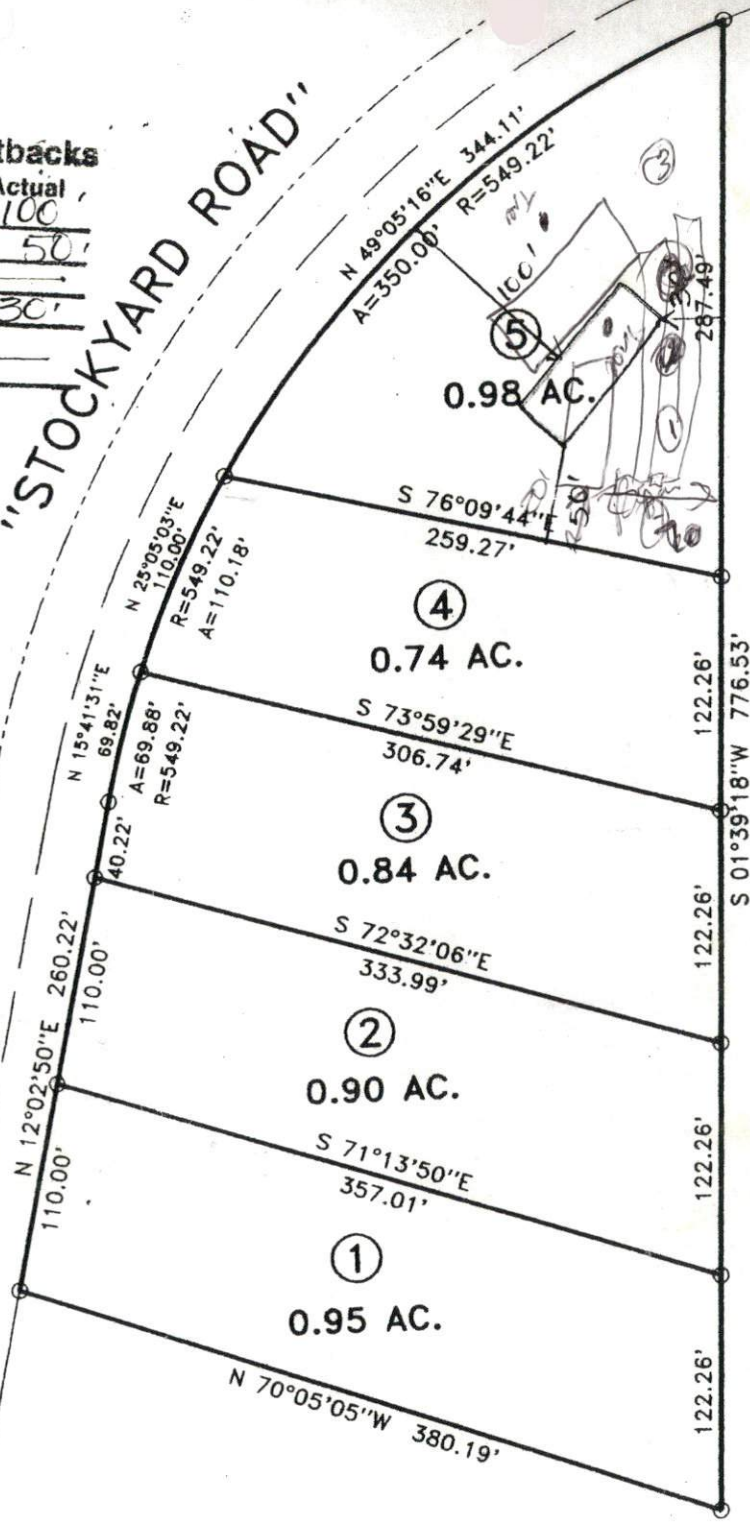 tbacks
Actual
100'
50'
30'
"STOCKYARD ROAD"
N 49°05'16"E 344.11'
R=549.22'
A=350.00'
100'
3
5
0.98 AC.
287.49'
1
50'
S 76°09'44"E
259.27'
N 25°05'03"E
110.00'
R=549.22'
A=110.18'
4
0.74 AC.
122.26'
S 01°39'18"W 776.53'
N 15°41'31"E
69.82'
A=69.88'
R=549.22'
S 73°59'29"E
306.74'
3
0.84 AC.
40.22'
122.26'
S 72°32'06"E
333.99'
N 12°02'50"E 260.22'
110.00'
2
0.90 AC.
122.26'
S 71°13'50"E
357.01'
110.00'
1
0.95 AC.
122.26'
N 70°05'05"W 380.19'